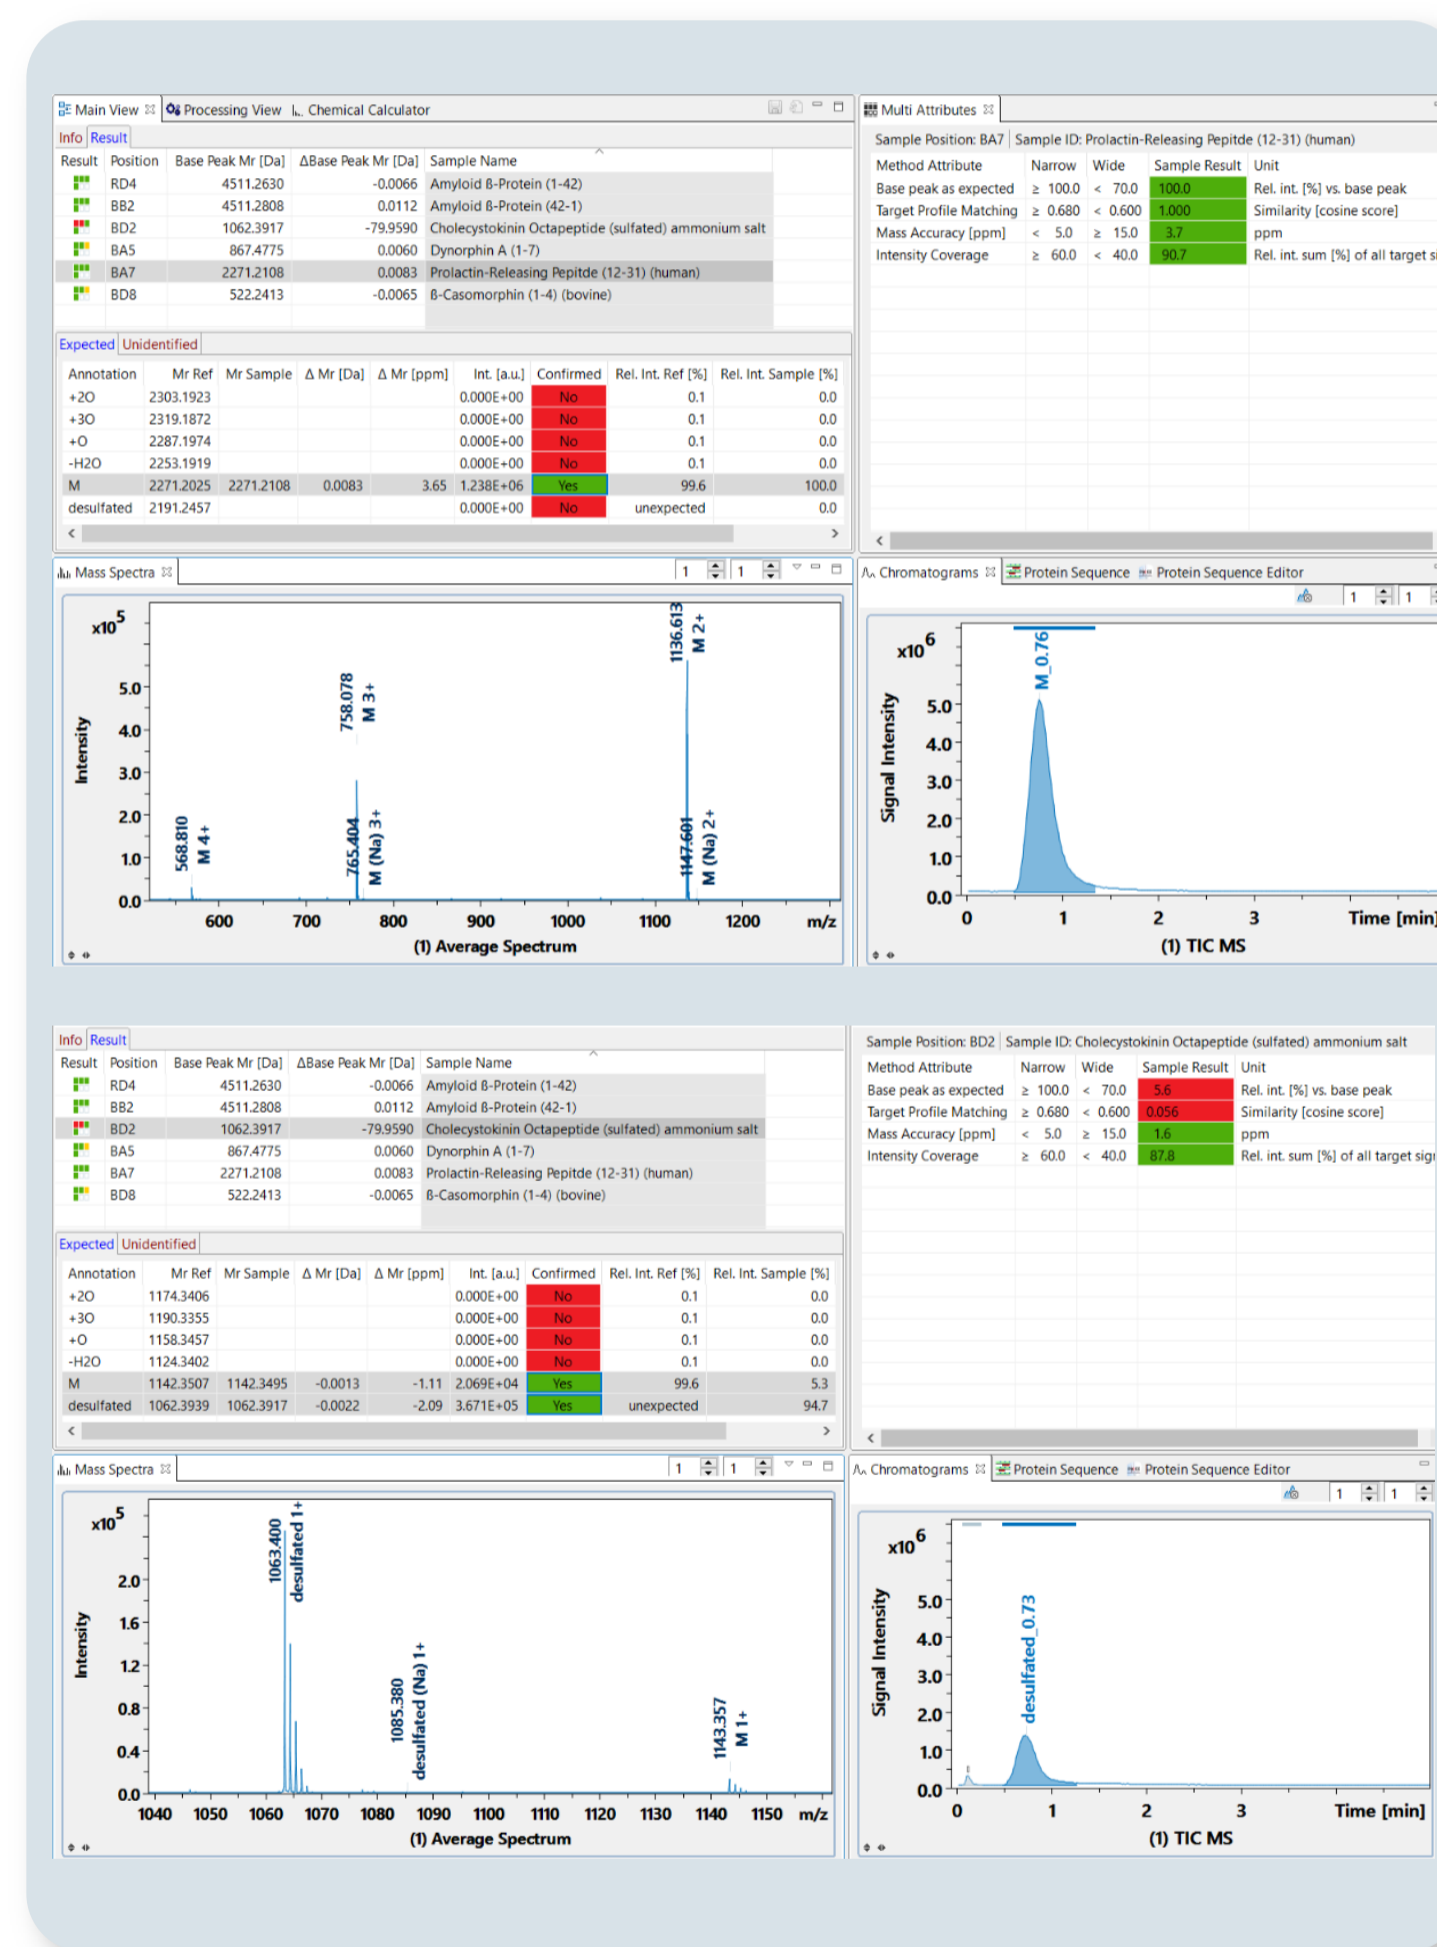 Main View Processing View Chemical Calculator
Info Result
Result Position Base Peak Mr [Da] ΔBase Peak Mr [Da] Sample Name
RD4 4511.2630 -0.0066 Amyloid ß-Protein (1-42)
BB2 4511.2808 0.0112 Amyloid ß-Protein (42-1)
BD2 1062.3917 -79.9590 Cholecystokinin Octapeptide (sulfated) ammonium salt
BA5 867.4775 0.0060 Dynorphin A (1-7)
BA7 2271.2108 0.0083 Prolactin-Releasing Pepitde (12-31) (human)
BD8 522.2413 -0.0065 ß-Casomorphin (1-4) (bovine)
Expected Unidentified
Annotation Mr Ref Mr Sample Δ Mr [Da] Δ Mr [ppm] Int. [a.u.] Confirmed Rel. Int. Ref [%] Rel. Int. Sample [%]
+2O 2303.1923 0.000E+00 No 0.1 0.0
+3O 2319.1872 0.000E+00 No 0.1 0.0
+O 2287.1974 0.000E+00 No 0.1 0.0
-H2O 2253.1919 0.000E+00 No 0.1 0.0
M 2271.2025 2271.2108 0.0083 3.65 1.238E+06 Yes 99.6 100.0
desulfated 2191.2457 0.000E+00 No unexpected 0.0
Multi Attributes
Sample Position: BA7 Sample ID: Prolactin-Releasing Pepitde (12-31) (human)
Method Attribute Narrow Wide Sample Result Unit
Base peak as expected ≥ 100.0 < 70.0 100.0 Rel. int. [%] vs. base peak
Target Profile Matching ≥ 0.680 < 0.600 1.000 Similarity [cosine score]
Mass Accuracy [ppm] < 5.0 ≥ 15.0 3.7 ppm
Intensity Coverage ≥ 60.0 < 40.0 90.7 Rel. int. sum [%] of all target si
Mass Spectra 1 1
x10 5
Intensity
5.0
4.0
3.0
2.0
1.0
0.0
568.810 M 4+
758.078 M 3+
765.404 M (Na) 3+
1136.613 M 2+
1147.601 M (Na) 2+
600 700 800 900 1000 1100 1200 m/z
(1) Average Spectrum
Chromatograms Protein Sequence Protein Sequence Editor
1 1
x10 6
Signal Intensity
5.0
4.0
3.0
2.0
1.0
0.0
M_0.76
0 1 2 3 Time [min]
(1) TIC MS
Info Result
Result Position Base Peak Mr [Da] ΔBase Peak Mr [Da] Sample Name
RD4 4511.2630 -0.0066 Amyloid ß-Protein (1-42)
BB2 4511.2808 0.0112 Amyloid ß-Protein (42-1)
BD2 1062.3917 -79.9590 Cholecystokinin Octapeptide (sulfated) ammonium salt
BA5 867.4775 0.0060 Dynorphin A (1-7)
BA7 2271.2108 0.0083 Prolactin-Releasing Pepitde (12-31) (human)
BD8 522.2413 -0.0065 ß-Casomorphin (1-4) (bovine)
Expected Unidentified
Annotation Mr Ref Mr Sample Δ Mr [Da] Δ Mr [ppm] Int. [a.u.] Confirmed Rel. Int. Ref [%] Rel. Int. Sample [%]
+2O 1174.3406 0.000E+00 No 0.1 0.0
+3O 1190.3355 0.000E+00 No 0.1 0.0
+O 1158.3457 0.000E+00 No 0.1 0.0
-H2O 1124.3402 0.000E+00 No 0.1 0.0
M 1142.3507 1142.3495 -0.0013 -1.11 2.069E+04 Yes 99.6 5.3
desulfated 1062.3939 1062.3917 -0.0022 -2.09 3.671E+05 Yes unexpected 94.7
Sample Position: BD2 Sample ID: Cholecystokinin Octapeptide (sulfated) ammonium salt
Method Attribute Narrow Wide Sample Result Unit
Base peak as expected ≥ 100.0 < 70.0 5.6 Rel. int. [%] vs. base peak
Target Profile Matching ≥ 0.680 < 0.600 0.056 Similarity [cosine score]
Mass Accuracy [ppm] < 5.0 ≥ 15.0 1.6 ppm
Intensity Coverage ≥ 60.0 < 40.0 87.8 Rel. int. sum [%] of all target sig
Mass Spectra 1 1
x10 5
Intensity
2.0
1.6
1.2
0.8
0.4
0.0
1063.400 desulfated 1+
1085.380 desulfated (Na) 1+
1143.357 M 1+
1040 1050 1060 1070 1080 1090 1100 1110 1120 1130 1140 1150 m/z
(1) Average Spectrum
Chromatograms Protein Sequence Protein Sequence Editor
1 1
x10 6
Signal Intensity
5.0
4.0
3.0
2.0
1.0
0.0
desulfated_0.73
0 1 2 3 Time [min]
(1) TIC MS